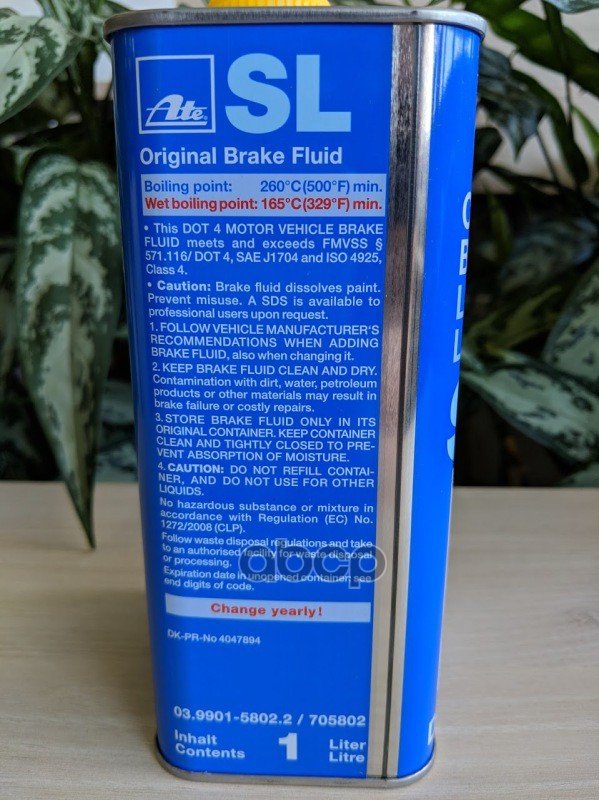 Ate
SL
Original Brake Fluid
Boiling point: 260°C(500°F) min.
Wet boiling point: 165°C(329°F) min.
• This DOT 4 MOTOR VEHICLE BRAKE
FLUID meets and exceeds FMVSS §
571.116/ DOT 4, SAE J1704 and ISO 4925,
Class 4.
• Caution: Brake fluid dissolves paint.
Prevent misuse. A SDS is available to
professional users upon request.
1. FOLLOW VEHICLE MANUFACTURER'S
RECOMMENDATIONS WHEN ADDING
BRAKE FLUID, also when changing it.
2. KEEP BRAKE FLUID CLEAN AND DRY.
Contamination with dirt, water, petroleum
products or other materials may result in
brake failure or costly repairs.
3. STORE BRAKE FLUID ONLY IN ITS
ORIGINAL CONTAINER. KEEP CONTAINER
CLEAN AND TIGHTLY CLOSED TO PRE-
VENT ABSORPTION OF MOISTURE.
4. CAUTION: DO NOT REFILL CONTAI-
NER, AND DO NOT USE FOR OTHER
LIQUIDS.
No hazardous substance or mixture in
accordance with Regulation (EC) No.
1272/2008 (CLP).
Follow waste disposal regulations and take
to an authorised facility for waste disposal
or processing.
Expiration date in unopened container: see
end digits of code.
abcp
Change yearly!
DK-PR-No 4047894
03.9901-5802.2 / 705802
Inhalt 1 Liter
Contents Litre